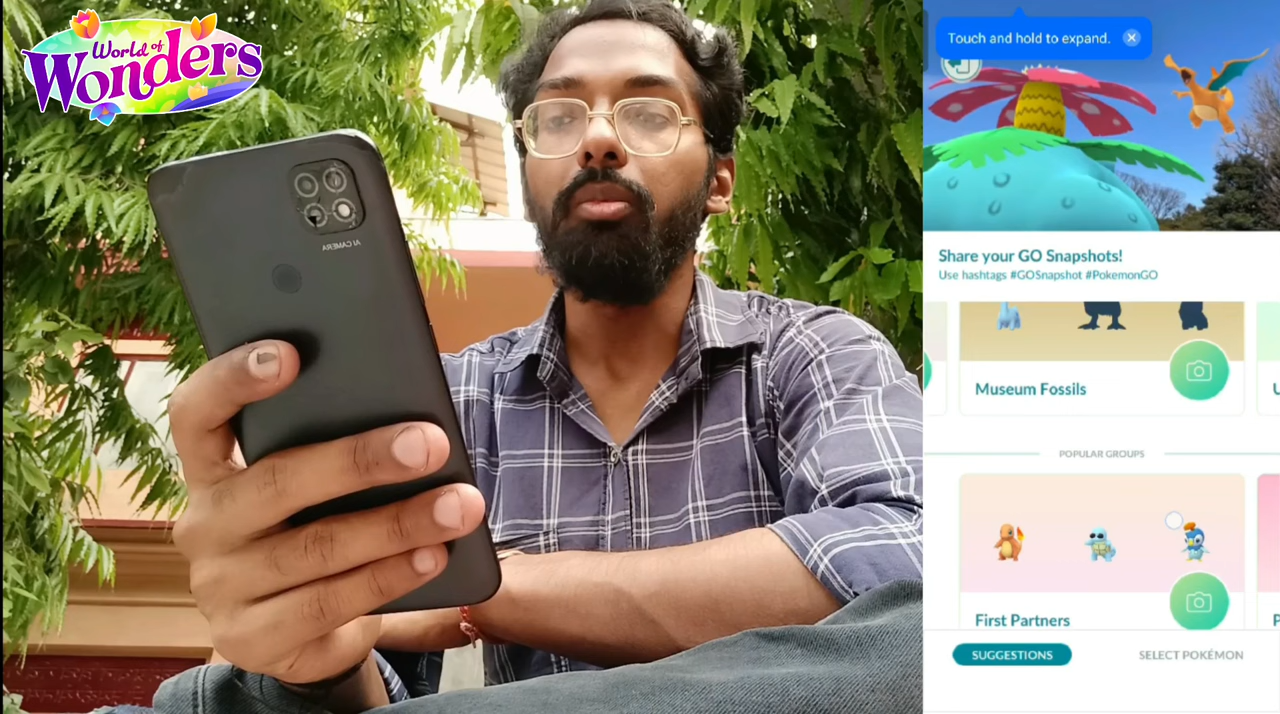 World of
Wonders
AI CAMERA
Touch and hold to expand.
Share your GO Snapshots!
Use hashtags #GOSnapshot #PokemonGO
Museum Fossils
U
POPULAR GROUPS
First Partners
P
SUGGESTIONS
SELECT POKÉMON